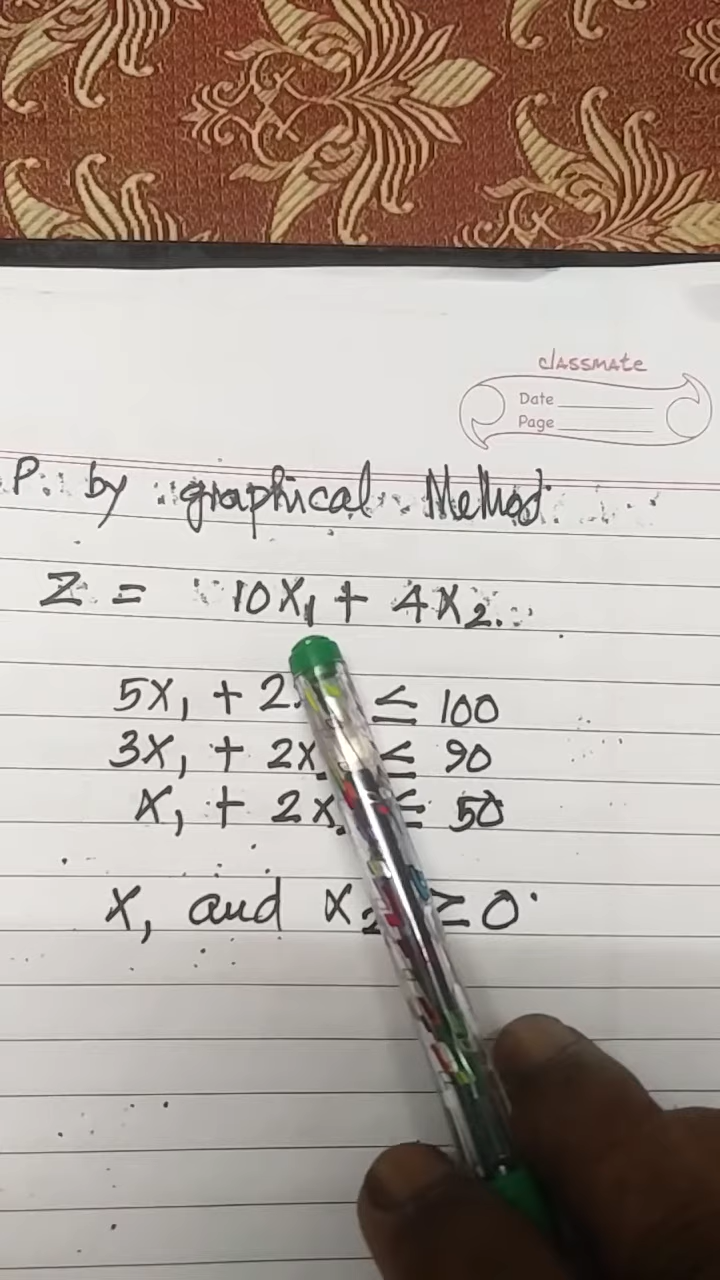 classmate
Date
Page
P. by graphical Method
Z = 10X₁ + 4X₂.
5X₁ + 2 ≤ 100
3X₁ + 2X ≤ 90
X₁ + 2X ≤ 50
X₁ and X₂ ≥ 0.